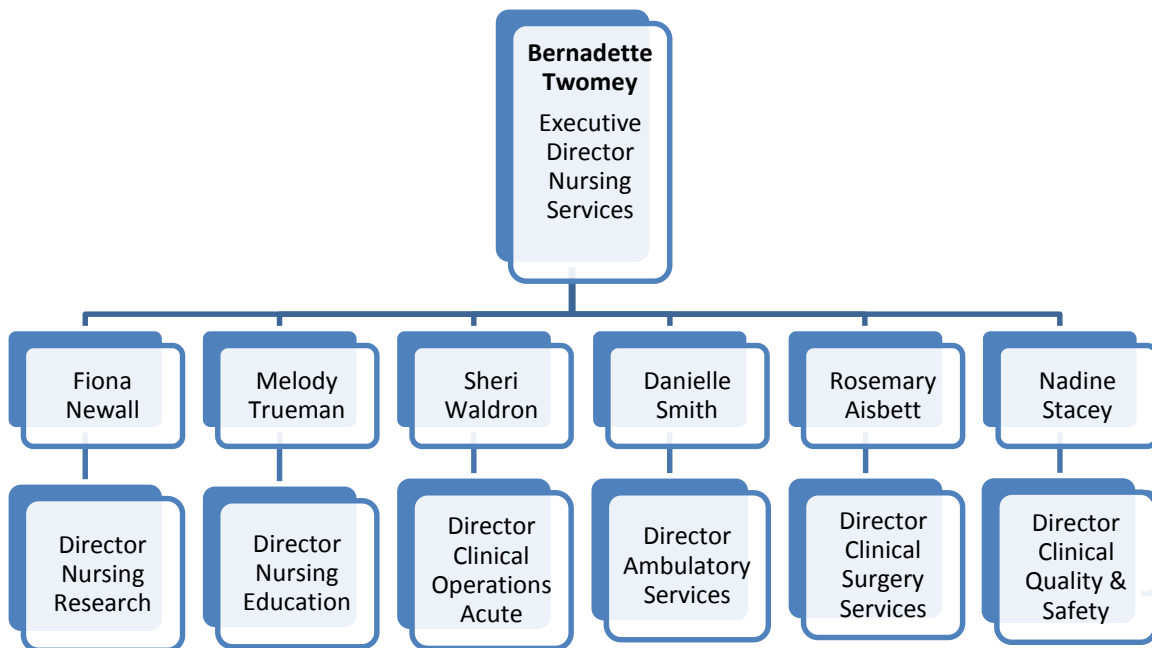 Bernadette
Twomey
Executive
Director
Nursing
Services
Fiona
Newall
Melody
Trueman
Sheri
Waldron
Danielle
Smith
Rosemary
Aisbett
Nadine
Stacey
Director
Nursing
Research
Director
Nursing
Education
Director
Clinical
Operations
Acute
Director
Ambulatory
Services
Director
Clinical
Surgery
Services
Director
Clinical
Quality &
Safety